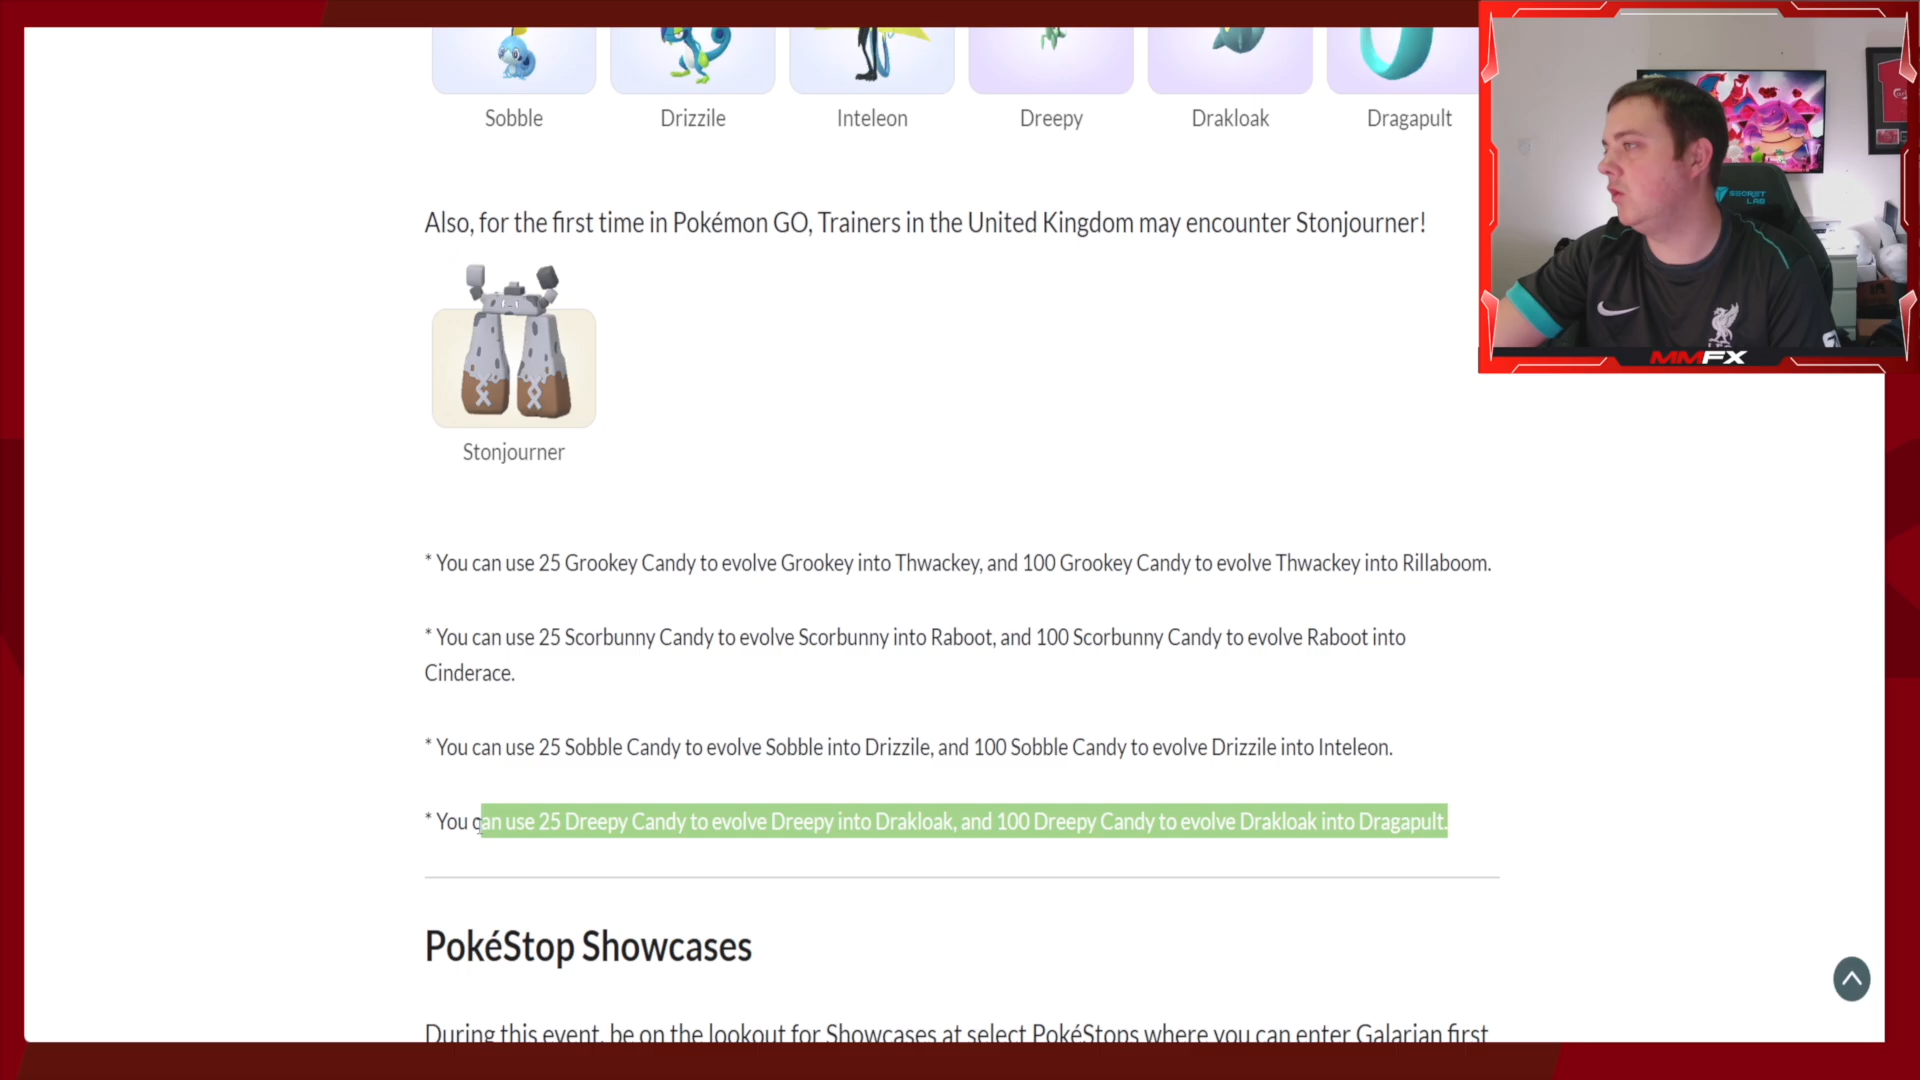 Sobble Drizzile Inteleon Dreepy Drakloak Dragapult
SECRET
LAB
Also, for the first time in Pokémon GO, Trainers in the United Kingdom may encounter Stonjourner!
MMFX
Stonjourner
* You can use 25 Grookey Candy to evolve Grookey into Thwackey, and 100 Grookey Candy to evolve Thwackey into Rillaboom.
* You can use 25 Scorbunny Candy to evolve Scorbunny into Raboot, and 100 Scorbunny Candy to evolve Raboot into
Cinderace.
* You can use 25 Sobble Candy to evolve Sobble into Drizzile, and 100 Sobble Candy to evolve Drizzile into Inteleon.
* You can use 25 Dreepy Candy to evolve Dreepy into Drakloak, and 100 Dreepy Candy to evolve Drakloak into Dragapult.
PokéStop Showcases
During this event, be on the lookout for Showcases at select PokéStops where you can enter Galarian first